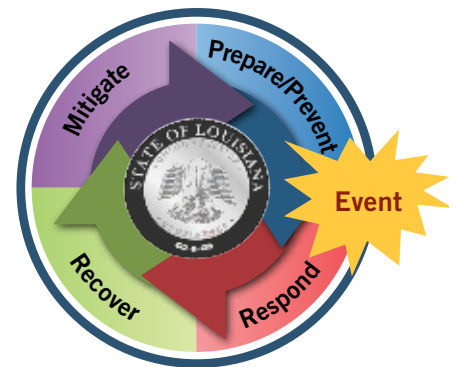 Mitigate
Prepare/Prevent
STATE OF LOUISIANA
Event
Recover
Respond